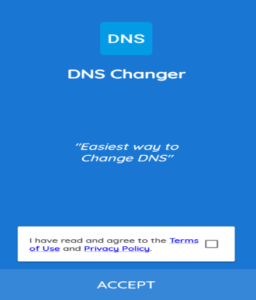 DNS
DNS Changer
"Easiest way to
Change DNS"
I have read and agree to the Terms
of Use and Privacy Policy.
ACCEPT